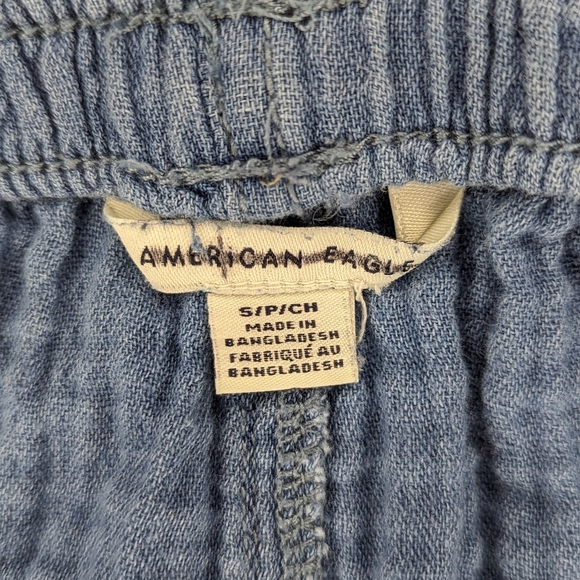 AMERICAN EAGLE
S/P/CH
MADE IN
BANGLADESH
FABRIQUÉ AU
BANGLADESH